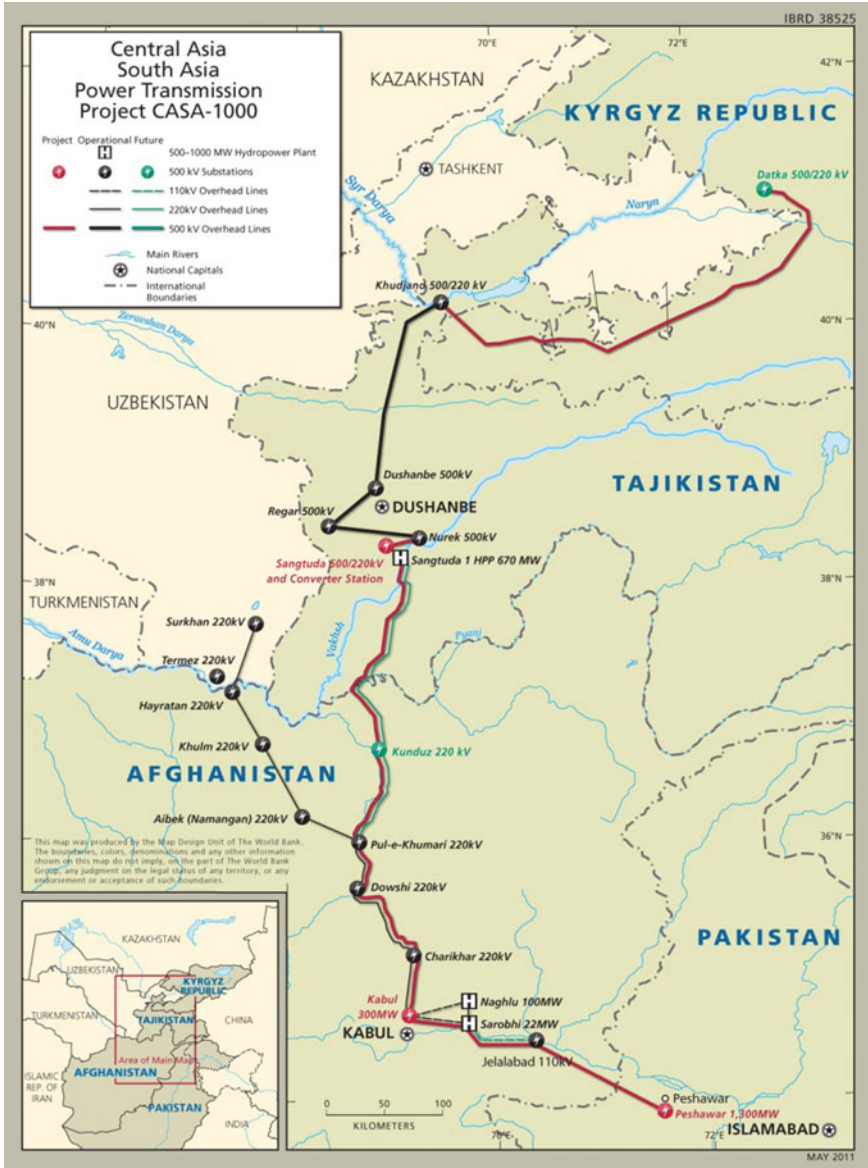 IBRD 38525
Central Asia
South Asia
Power Transmission
Project CASA-1000
Project Operational Future
500–1000 MW Hydropower Plant
500 kV Substations
110kV Overhead Lines
220kV Overhead Lines
500 kV Overhead Lines
Main Rivers
National Capitals
International
Boundaries
70°E
72°E
42°N
42°N
KAZAKHSTAN
KYRGYZ REPUBLIC
TASHKENT
Syr Darya
Naryn
Datka 500/220 kV
Khudjand 500/220 kV
40°N
40°N
Zeravshan Darya
UZBEKISTAN
Dushanbe 500kV
DUSHANBE
TAJIKISTAN
Regar 500kV
Nurek 500kV
Sangtuda 500/220kV
and Converter Station
Sangtuda 1 HPP 670 MW
38°N
38°N
TURKMENISTAN
Surkhan 220kV
Vakhsh
Pyanj
Amu Darya
Termez 220kV
Hayratan 220kV
Khulm 220kV
Kunduz 220 kV
AFGHANISTAN
Aibek (Namangan) 220kV
Pul-e-Khumari 220kV
36°N
This map was produced by the Map Design Unit of The World Bank.
The boundaries, colors, denominations and any other information
shown on this map do not imply, on the part of The World Bank
Group, any judgment on the legal status of any territory, or any
endorsement or acceptance of such boundaries.
Dowshi 220kV
PAKISTAN
Charikhar 220kV
Kabul
300MW
Naghlu 100MW
Sarobhi 22MW
KABUL
Jelalabad 110kV
Peshawar
Peshawar 1,300MW
ISLAMABAD
0 50 100
KILOMETERS
70°E
72°E
KAZAKHSTAN
UZBEKISTAN
KYRGYZ
REPUBLIC
TURKMENISTAN
TAJIKISTAN
CHINA
Area of Main Map
AFGHANISTAN
ISLAMIC
REP. OF
IRAN
PAKISTAN
INDIA
MAY 2011